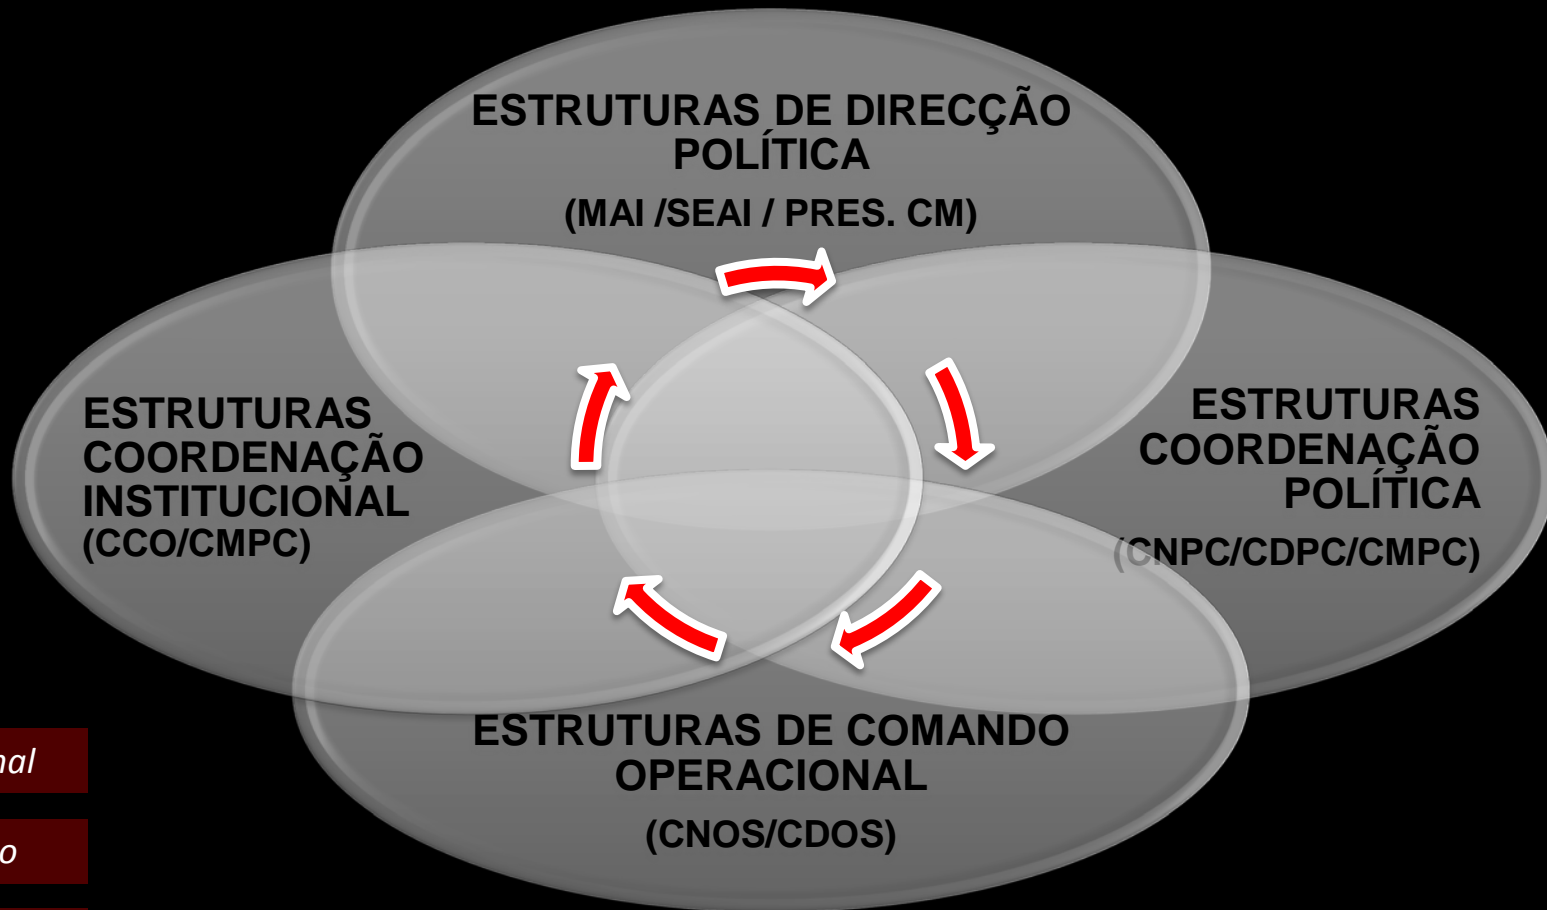 ESTRUTURAS DE DIRECÇÃO
POLÍTICA
(MAI /SEAI / PRES. CM)
ESTRUTURAS
COORDENAÇÃO
INSTITUCIONAL
(CCO/CMPC)
ESTRUTURAS
COORDENAÇÃO
POLÍTICA
(CNPC/CDPC/CMPC)
ESTRUTURAS DE COMANDO
OPERACIONAL
(CNOS/CDOS)